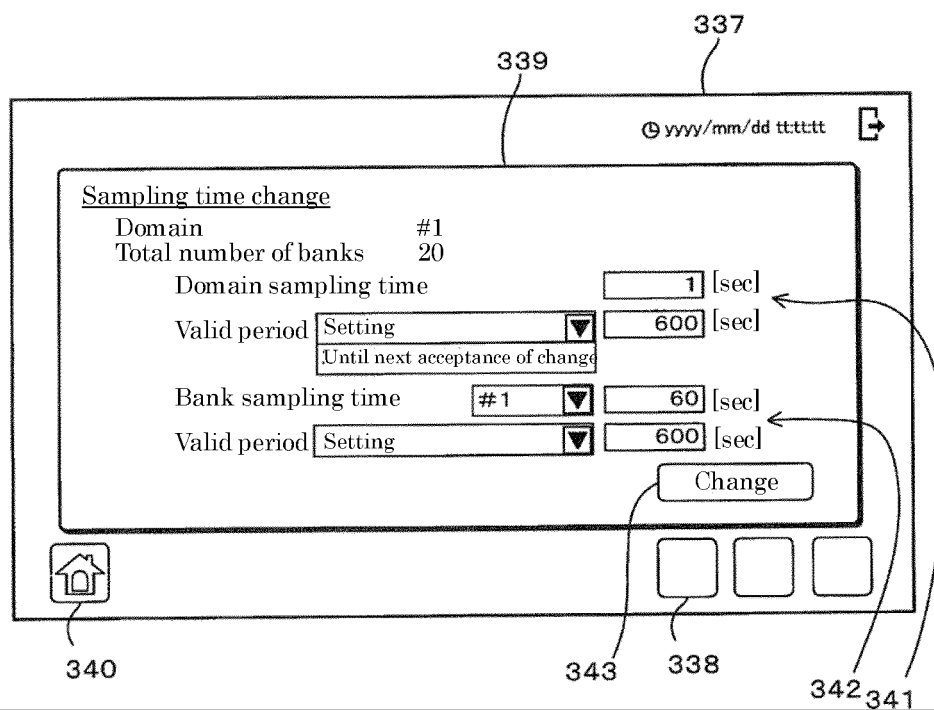 337
339
yyyy/mm/dd tt:tt:tt
Sampling time change
Domain #1
Total number of banks 20
Domain sampling time 1 [sec]
Valid period Setting 600 [sec]
Until next acceptance of change
Bank sampling time #1 60 [sec]
Valid period Setting 600 [sec]
Change
340
343
338
342
341